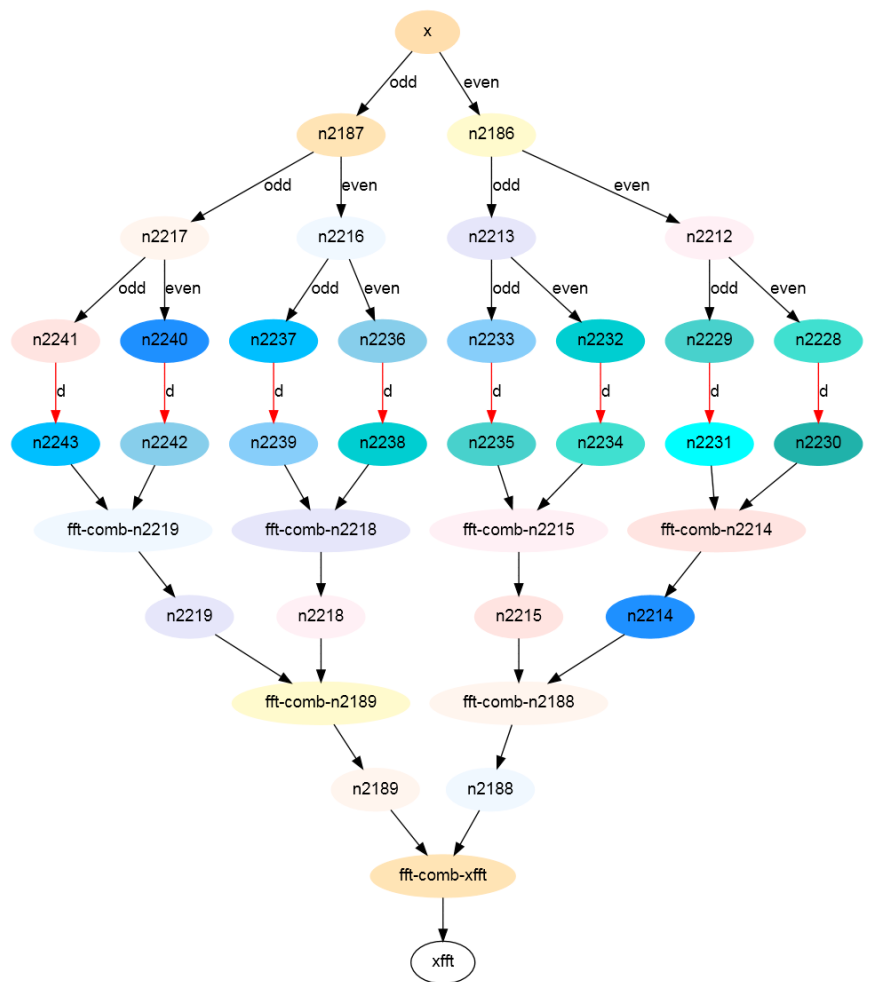 x
odd even
n2187 n2186
odd even odd even
n2217 n2216 n2213 n2212
odd even odd even odd even odd even
n2241 n2240 n2237 n2236 n2233 n2232 n2229 n2228
d d d d d d d d
n2243 n2242 n2239 n2238 n2235 n2234 n2231 n2230
fft-comb-n2219 fft-comb-n2218 fft-comb-n2215 fft-comb-n2214
n2219 n2218 n2215 n2214
fft-comb-n2189 fft-comb-n2188
n2189 n2188
fft-comb-xfft
xfft